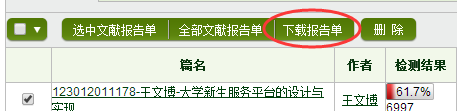 选中文献报告单 全部文献报告单 下载报告单 删 除
篇名 作者 检测结果
123012011178-王文博-大学新生服务平台的设计与 61.7%
实现 王文博 6997